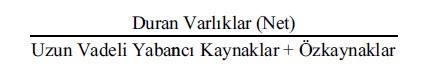 Duran Varlıklar (Net)
Uzun Vadeli Yabancı Kaynaklar + Özkaynaklar